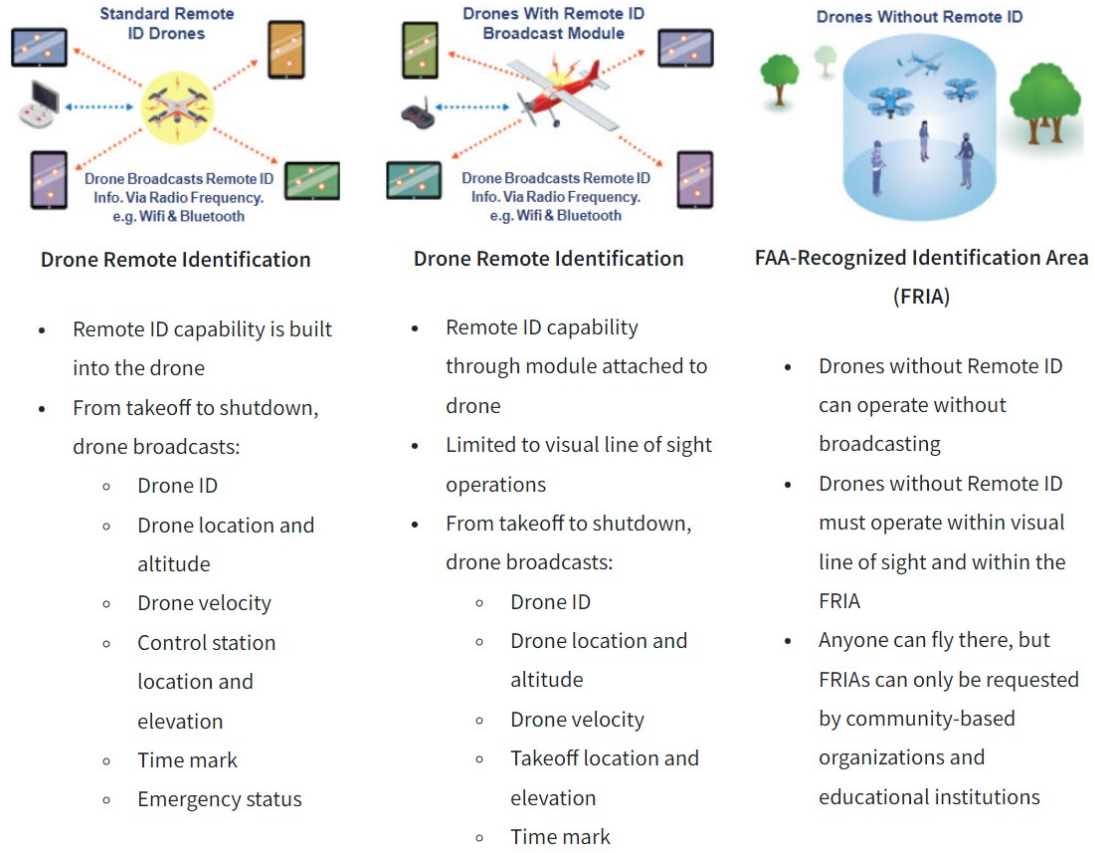 Standard Remote
ID Drones
Drone Broadcasts Remote ID
Info. Via Radio Frequency.
e.g. Wifi & Bluetooth
Drone Remote Identification
• Remote ID capability is built
into the drone
• From takeoff to shutdown,
drone broadcasts:
◦ Drone ID
◦ Drone location and
altitude
◦ Drone velocity
◦ Control station
location and
elevation
◦ Time mark
◦ Emergency status
Drones With Remote ID
Broadcast Module
Drone Broadcasts Remote ID
Info. Via Radio Frequency.
e.g. Wifi & Bluetooth
Drone Remote Identification
• Remote ID capability
through module attached to
drone
• Limited to visual line of sight
operations
• From takeoff to shutdown,
drone broadcasts:
◦ Drone ID
◦ Drone location and
altitude
◦ Drone velocity
◦ Takeoff location and
elevation
◦ Time mark
Drones Without Remote ID
FAA-Recognized Identification Area
(FRIA)
• Drones without Remote ID
can operate without
broadcasting
• Drones without Remote ID
must operate within visual
line of sight and within the
FRIA
• Anyone can fly there, but
FRIAs can only be requested
by community-based
organizations and
educational institutions